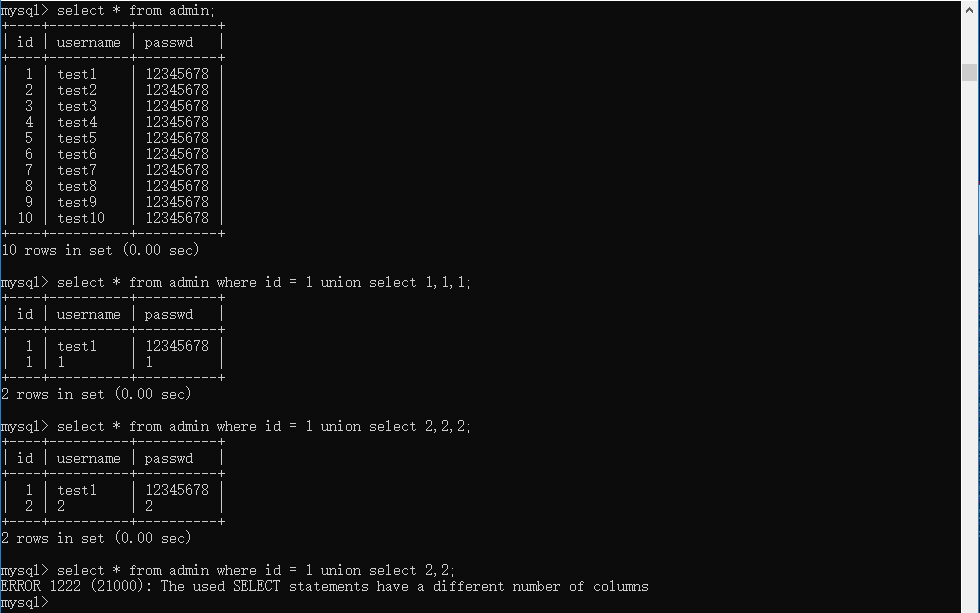 mysql> select * from admin;
+----+----------+----------+
| id | username | passwd   |
+----+----------+----------+
|  1 | test1    | 12345678 |
|  2 | test2    | 12345678 |
|  3 | test3    | 12345678 |
|  4 | test4    | 12345678 |
|  5 | test5    | 12345678 |
|  6 | test6    | 12345678 |
|  7 | test7    | 12345678 |
|  8 | test8    | 12345678 |
|  9 | test9    | 12345678 |
| 10 | test10   | 12345678 |
+----+----------+----------+
10 rows in set (0.00 sec)

mysql> select * from admin where id = 1 union select 1,1,1;
+----+----------+----------+
| id | username | passwd   |
+----+----------+----------+
|  1 | test1    | 12345678 |
|  1 | 1        | 1        |
+----+----------+----------+
2 rows in set (0.00 sec)

mysql> select * from admin where id = 1 union select 2,2,2;
+----+----------+----------+
| id | username | passwd   |
+----+----------+----------+
|  1 | test1    | 12345678 |
|  2 | 2        | 2        |
+----+----------+----------+
2 rows in set (0.00 sec)

mysql> select * from admin where id = 1 union select 2,2;
ERROR 1222 (21000): The used SELECT statements have a different number of columns
mysql>